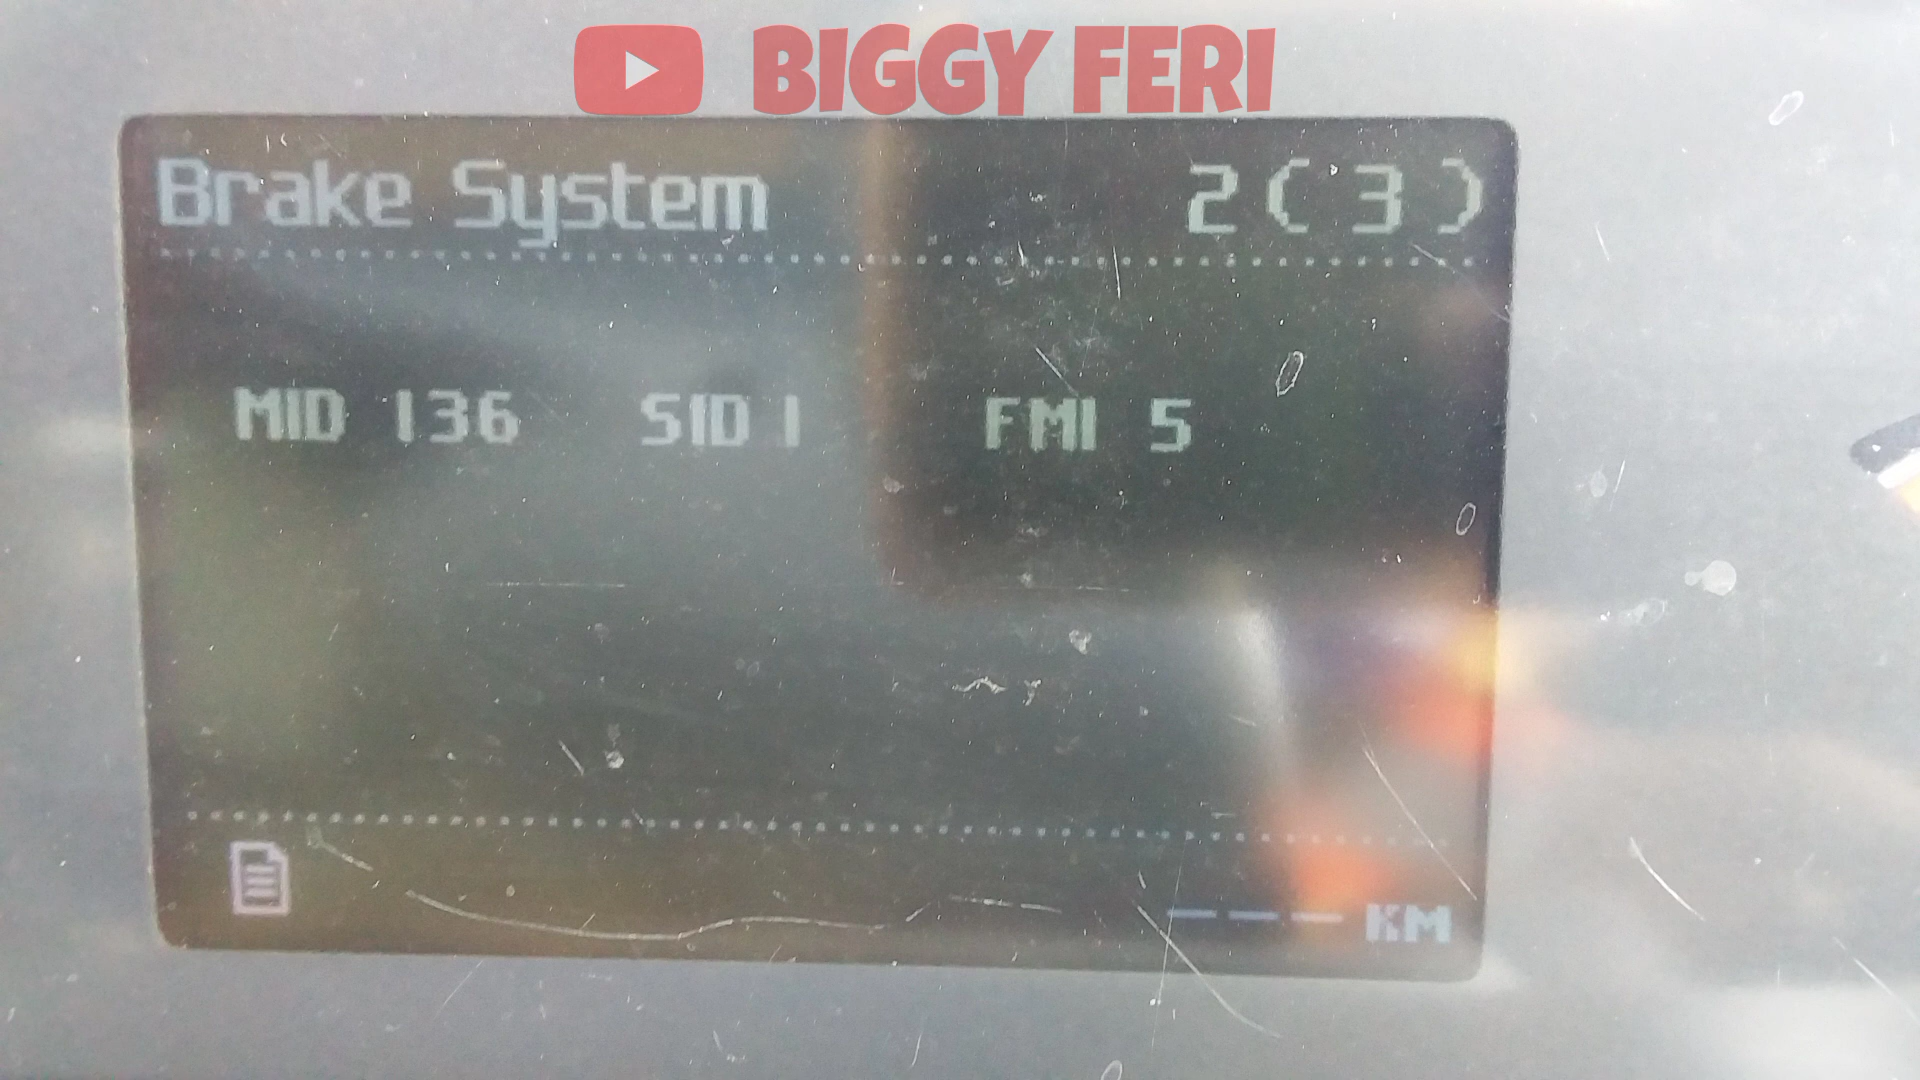 BIGGY FERI
Brake System 2(3)
MID 136 SID 1 FMI 5
--- KM